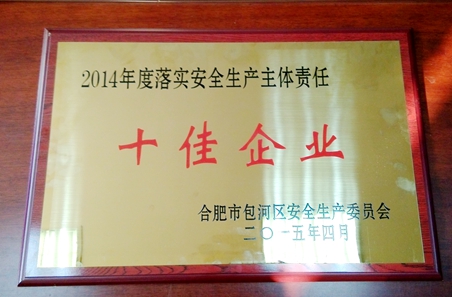 2014年度落实安全生产主体责任
十佳企业
合肥市包河区安全生产委员会
二〇一五年四月